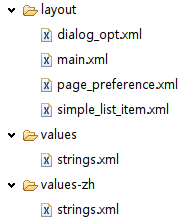 layout
dialog_opt.xml
main.xml
page_preference.xml
simple_list_item.xml
values
strings.xml
values-zh
strings.xml